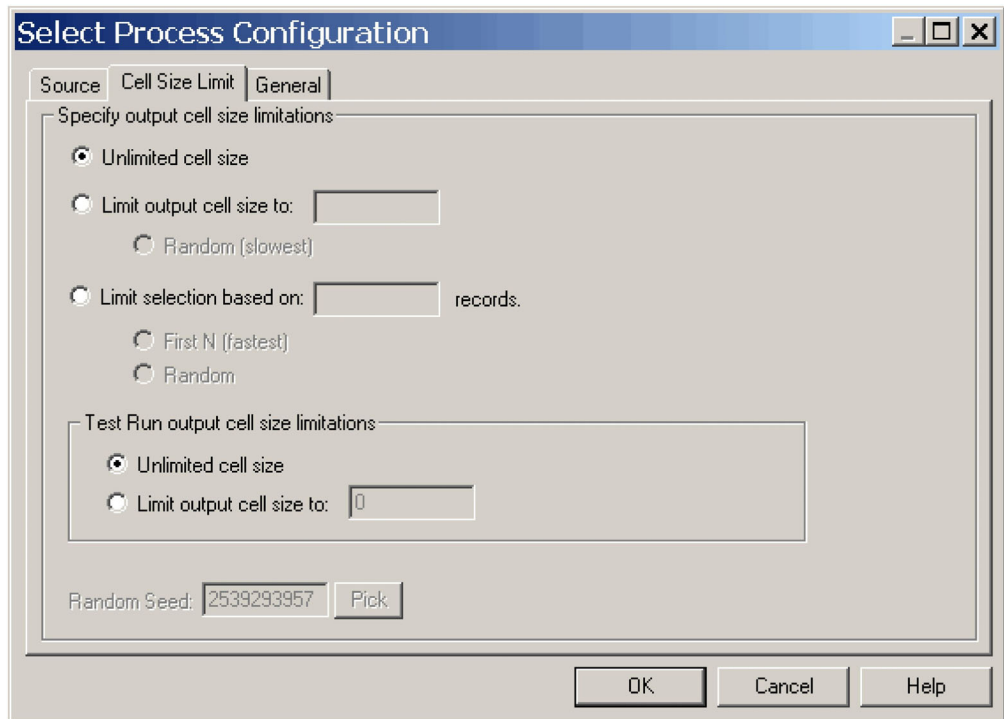 Select Process Configuration
Source Cell Size Limit General
Specify output cell size limitations
Unlimited cell size
Limit output cell size to:
Random (slowest)
Limit selection based on: records.
First N (fastest)
Random
Test Run output cell size limitations
Unlimited cell size
Limit output cell size to: 0
Random Seed: 2539293957 Pick
OK Cancel Help